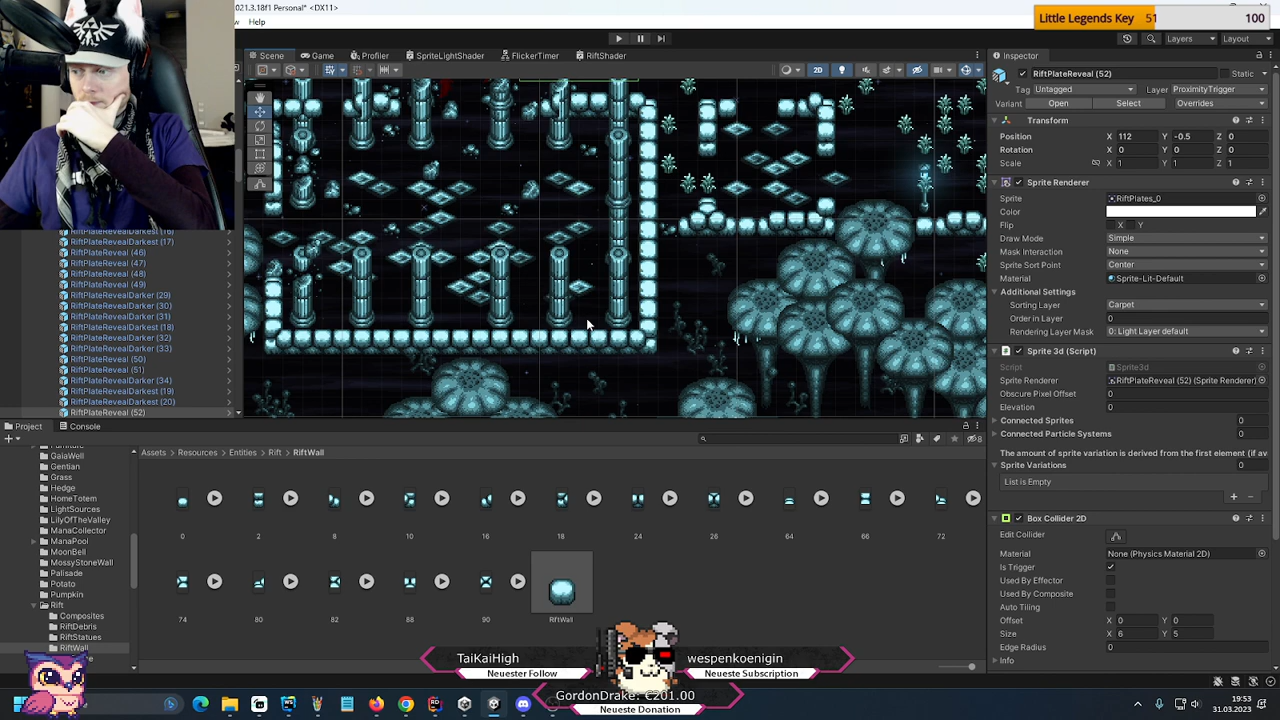 2021.3.18f1 Personal* <DX11>
Little Legends Key 51 100
Help
Layers
Layout
Scene
Game
Profiler
SpriteLightShader
FlickerTimer
RiftShader
2D
Inspector
RiftPlateReveal (52)
Static
Tag Untagged
Layer ProximityTrigger
Variant Open Select Overrides
Transform
Position X 112 Y -0.5 Z 0
Rotation X 0 Y 0 Z 0
Scale X 1 Y 1 Z 1
Sprite Renderer
Sprite RiftPlates_0
Color
Flip X Y
Draw Mode Simple
Mask Interaction None
Sprite Sort Point Center
Material Sprite-Lit-Default
Additional Settings
Sorting Layer Carpet
Order in Layer 0
Rendering Layer Mask 0: Light Layer default
Sprite 3d (Script)
Script Sprite3d
Sprite Renderer RiftPlateReveal (52) (Sprite Renderer)
Obscure Pixel Offset 0
Elevation 0
Connected Sprites 0
Connected Particle Systems 0
The amount of sprite variation is derived from the first element (if av
Sprite Variations 0
List is Empty
Box Collider 2D
Edit Collider
Material None (Physics Material 2D)
Is Trigger
Used By Effector
Used By Composite
Auto Tiling
Offset X 0 Y 0
Size X 6 Y 5
Edge Radius 0
Info
RiftPlateRevealDarkest (16)
RiftPlateRevealDarkest (17)
RiftPlateReveal (46)
RiftPlateReveal (47)
RiftPlateReveal (48)
RiftPlateReveal (49)
RiftPlateRevealDarker (29)
RiftPlateRevealDarker (30)
RiftPlateRevealDarker (31)
RiftPlateRevealDarkest (18)
RiftPlateRevealDarker (32)
RiftPlateRevealDarker (33)
RiftPlateReveal (50)
RiftPlateReveal (51)
RiftPlateRevealDarker (34)
RiftPlateRevealDarkest (19)
RiftPlateRevealDarkest (20)
RiftPlateReveal (52)
Project
Console
8
Furniture
GaiaWell
Gentian
Grass
Hedge
HomeTotem
LightSources
LilyOfTheValley
ManaCollector
ManaPool
MoonBell
MossyStoneWall
Palisade
Potato
Pumpkin
Rift
Composites
RiftDebris
RiftStatues
RiftWall
Assets > Resources > Entities > Rift > RiftWall
0 2 8 10 16 18 24 26 64 66 72
74 80 82 88 90 RiftWall
TaiKaiHigh
Neuester Follow
wespenkoenigin
Neueste Subscription
GordonDrake: €201.00
Neueste Donation
19:53
31.03.2023